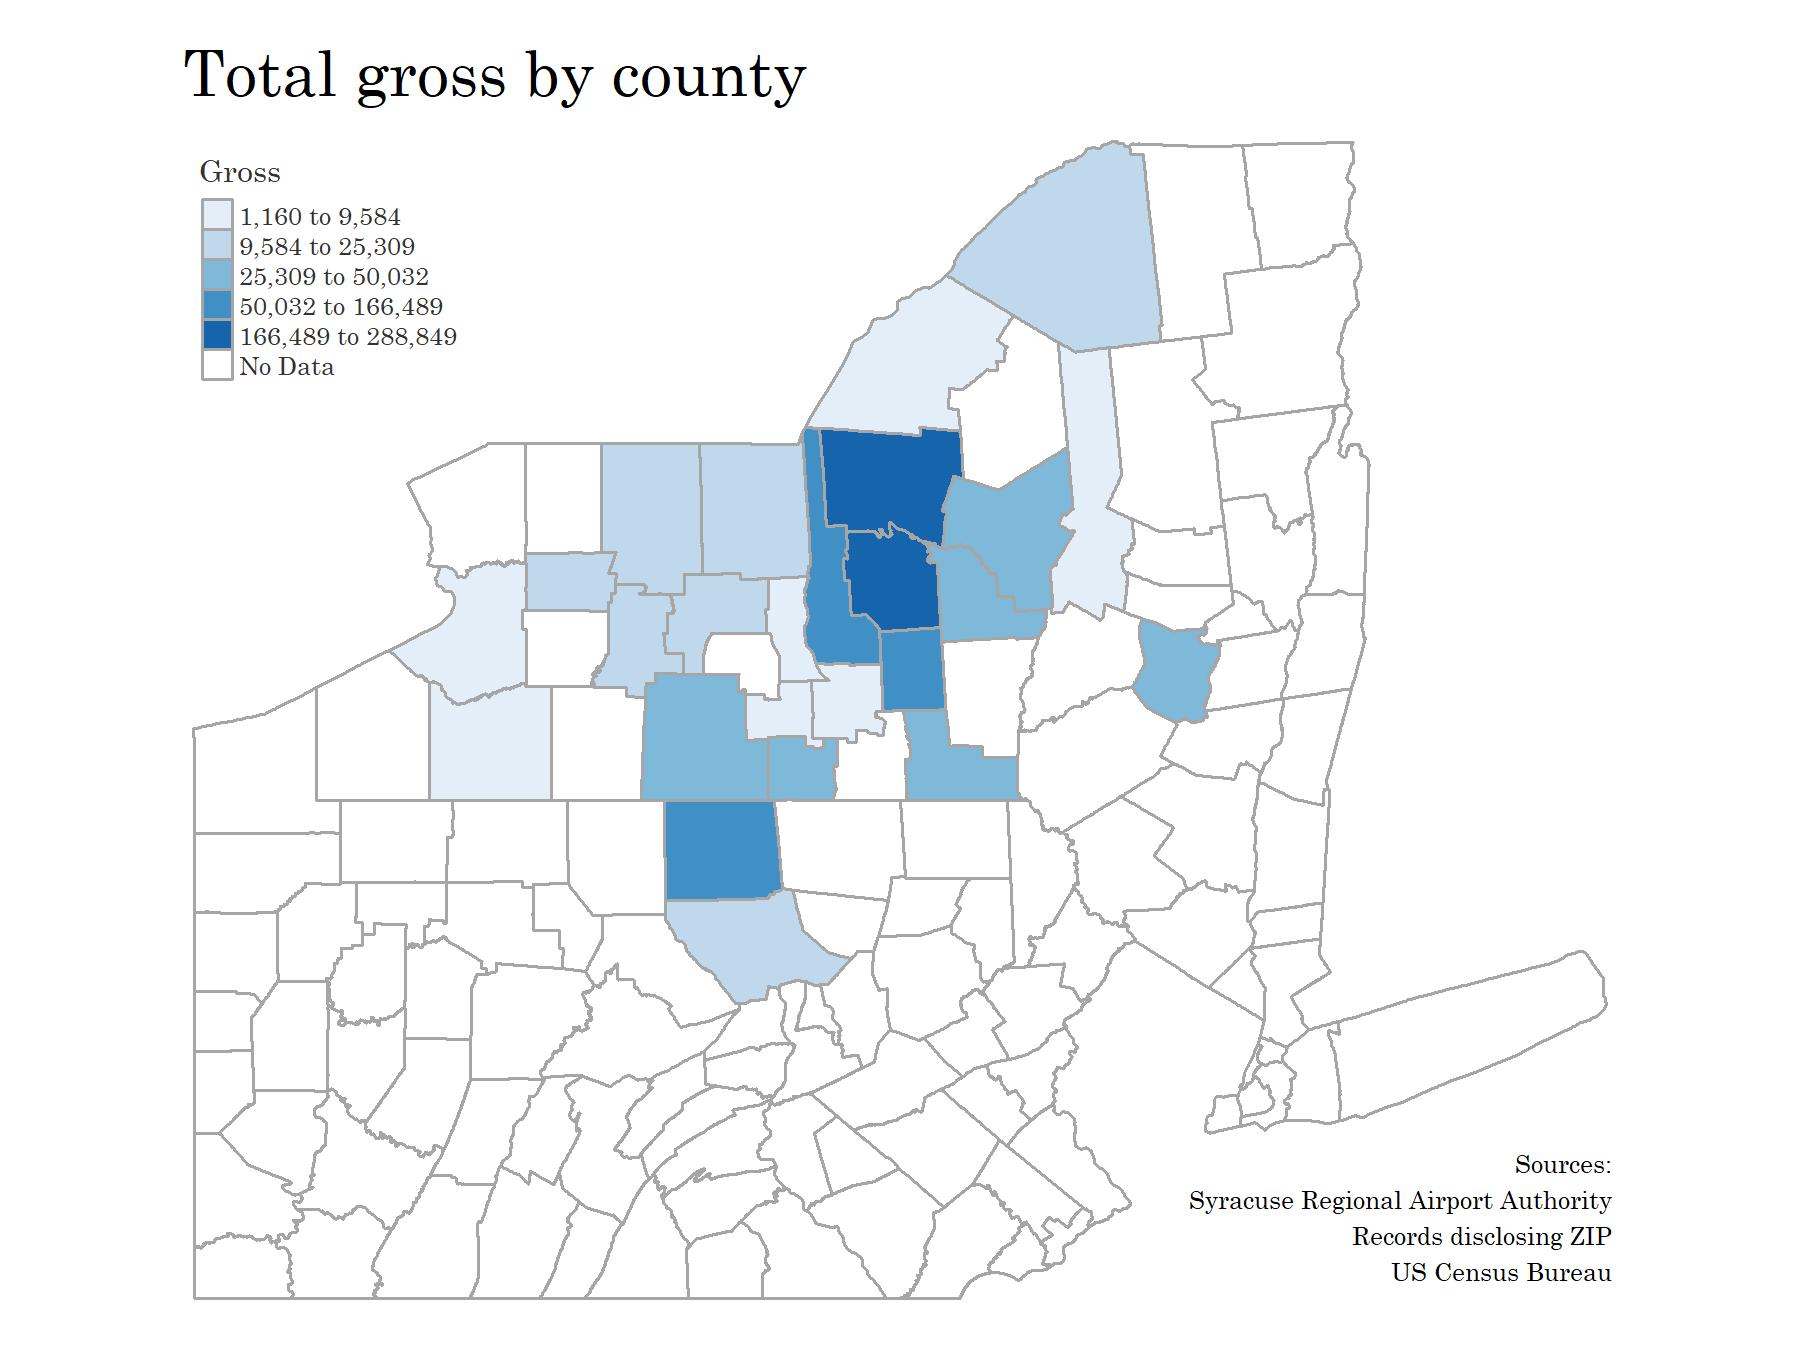 Total gross by county
Gross
1,160 to 9,584
9,584 to 25,309
25,309 to 50,032
50,032 to 166,489
166,489 to 288,849
No Data
Sources:
Syracuse Regional Airport Authority
Records disclosing ZIP
US Census Bureau